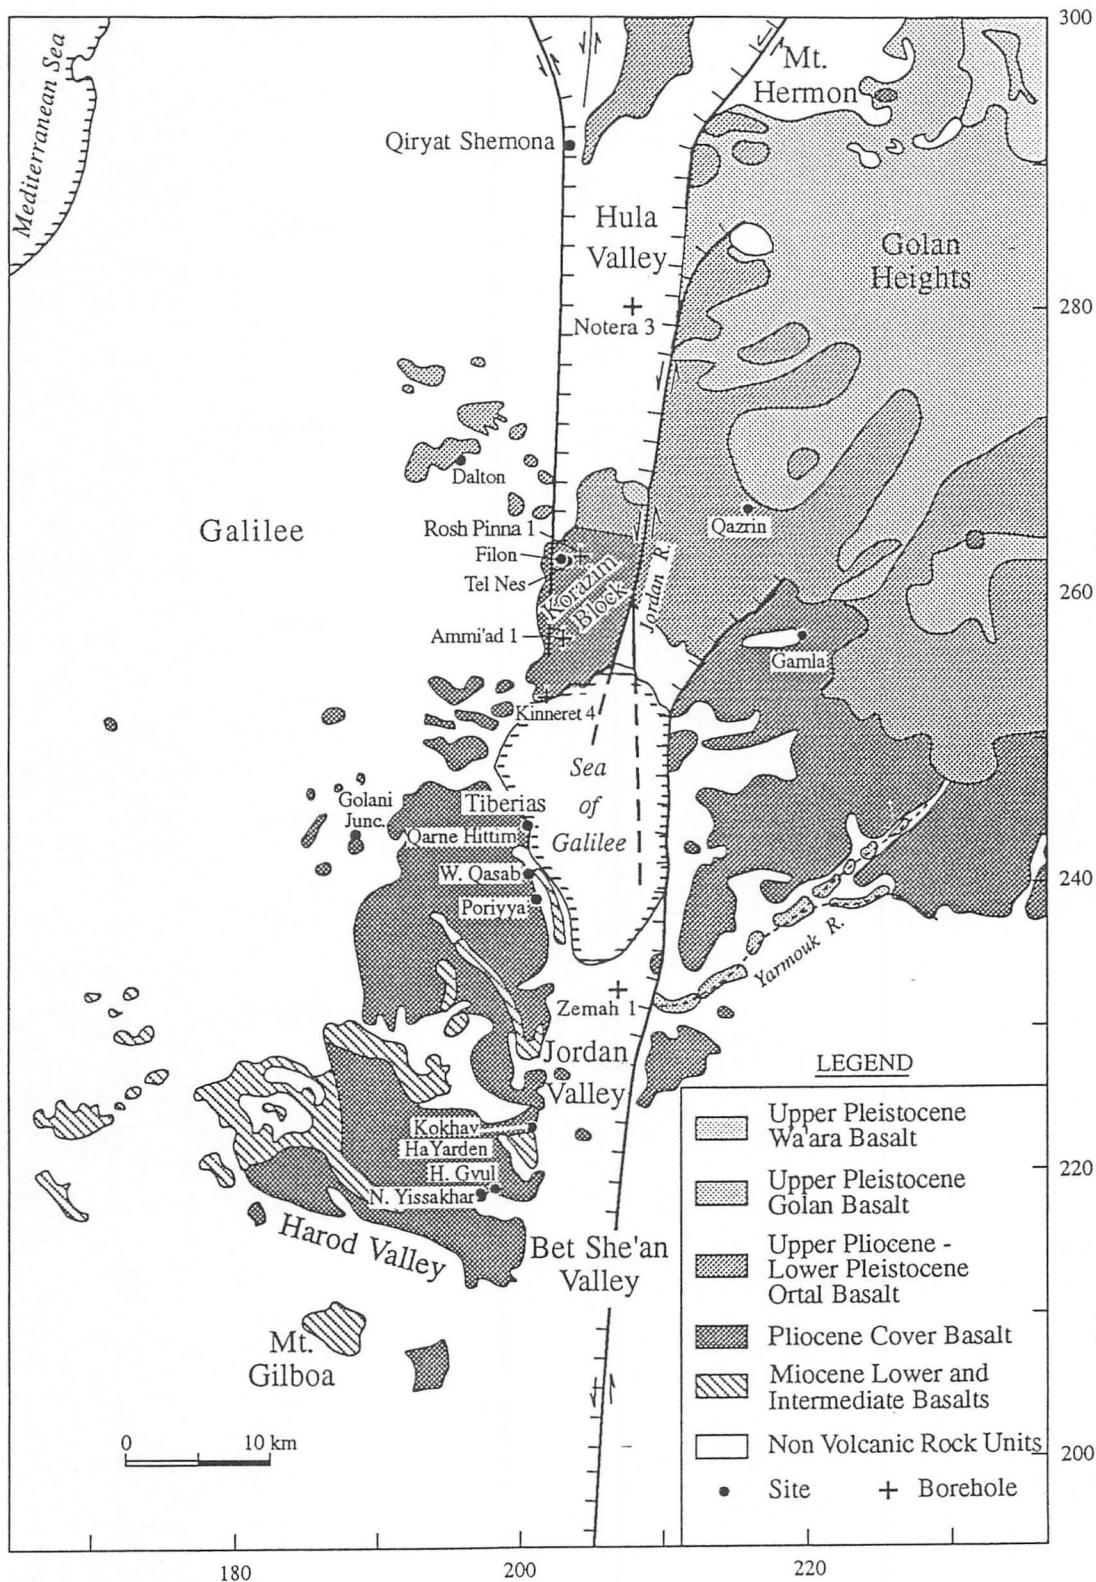 300
Mediterranean Sea
Mt.
Hermon
Qiryat Shemona
Hula
Valley
Golan
Heights
280
Notera 3
Dalton
Galilee
Rosh Pinna 1
Filon
Tel Nes
Korazim
Block
Jordan R.
Qazrin
260
Ammi'ad 1
Gamla
Kinneret 4
Sea
of
Galilee
Golani
Junc.
Tiberias
Qarne Hittim
W. Qasab
Poriyya
240
Yarmouk R.
Zemah 1
Jordan
Valley
Kokhav
HaYarden
H. Gvul
N. Yissakhar
220
Harod Valley
Bet She'an
Valley
Mt.
Gilboa
0 10 km
LEGEND
Upper Pleistocene
Wa'ara Basalt
Upper Pleistocene
Golan Basalt
Upper Pliocene -
Lower Pleistocene
Ortal Basalt
Pliocene Cover Basalt
Miocene Lower and
Intermediate Basalts
Non Volcanic Rock Units
Site
Borehole
200
180
200
220